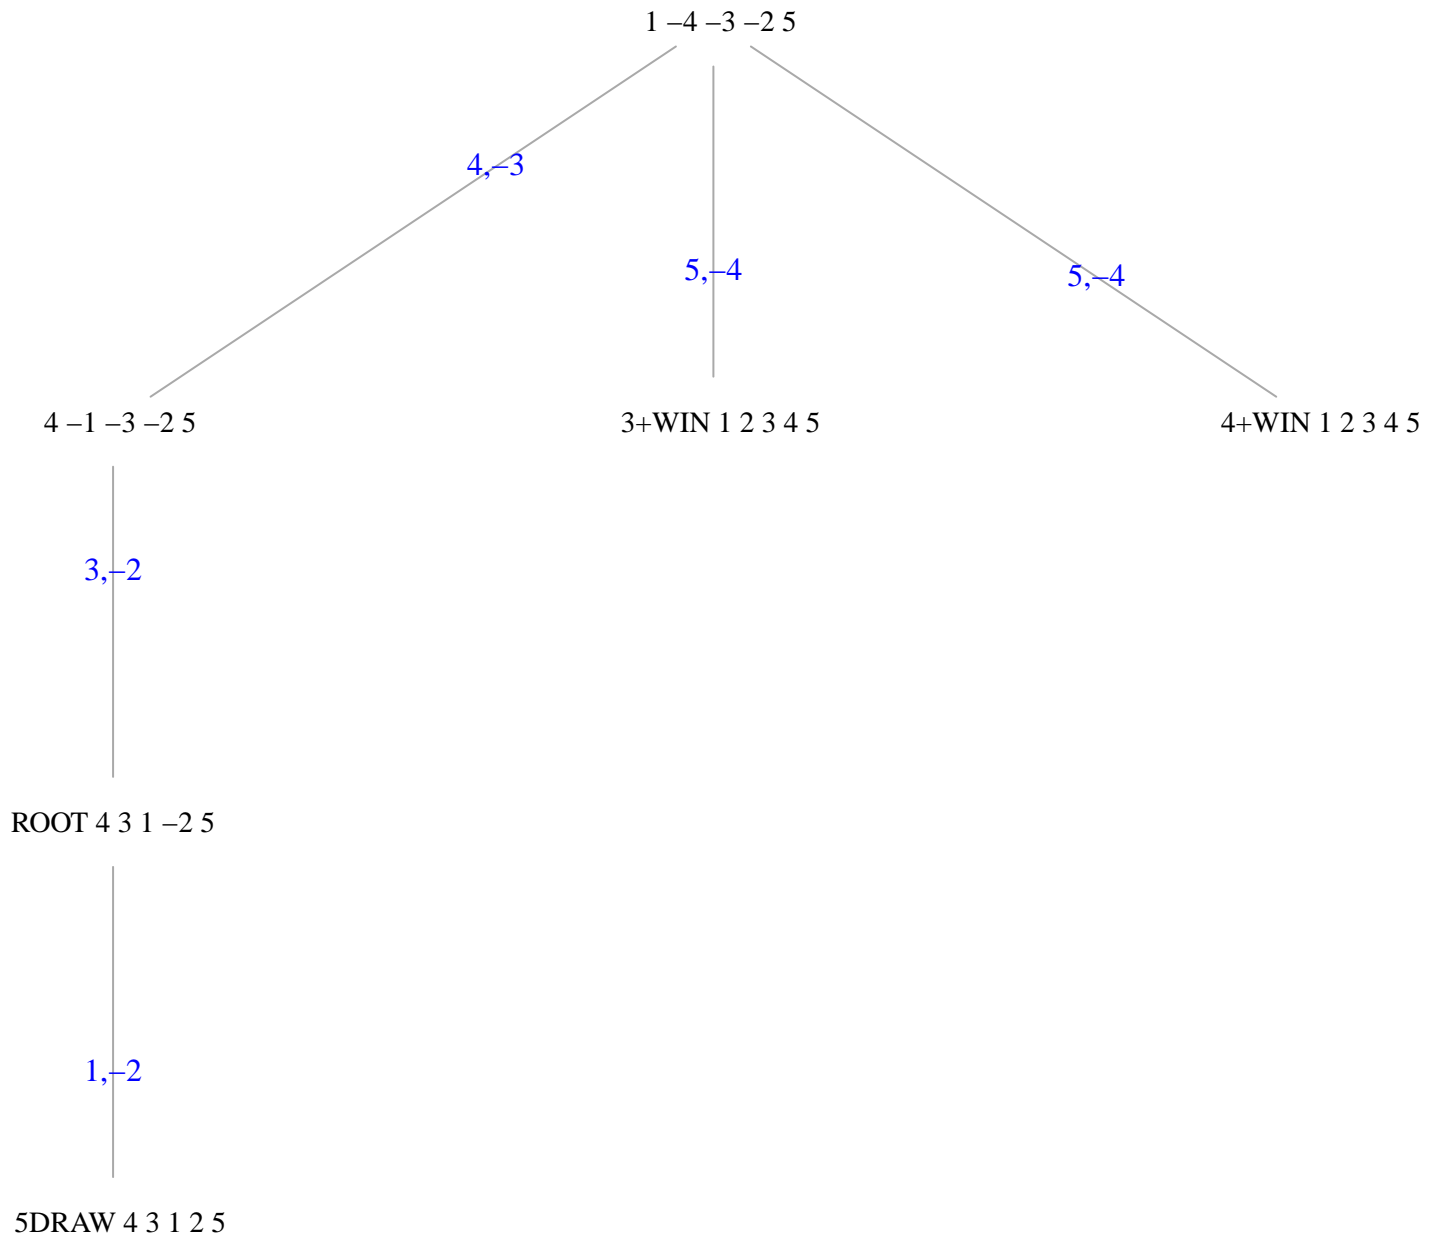 1 –4 –3 –2 5
4,–3
5,–4
5,–4
4 –1 –3 –2 5
3+WIN 1 2 3 4 5
4+WIN 1 2 3 4 5
3,–2
ROOT 4 3 1 –2 5
1,–2
5DRAW 4 3 1 2 5